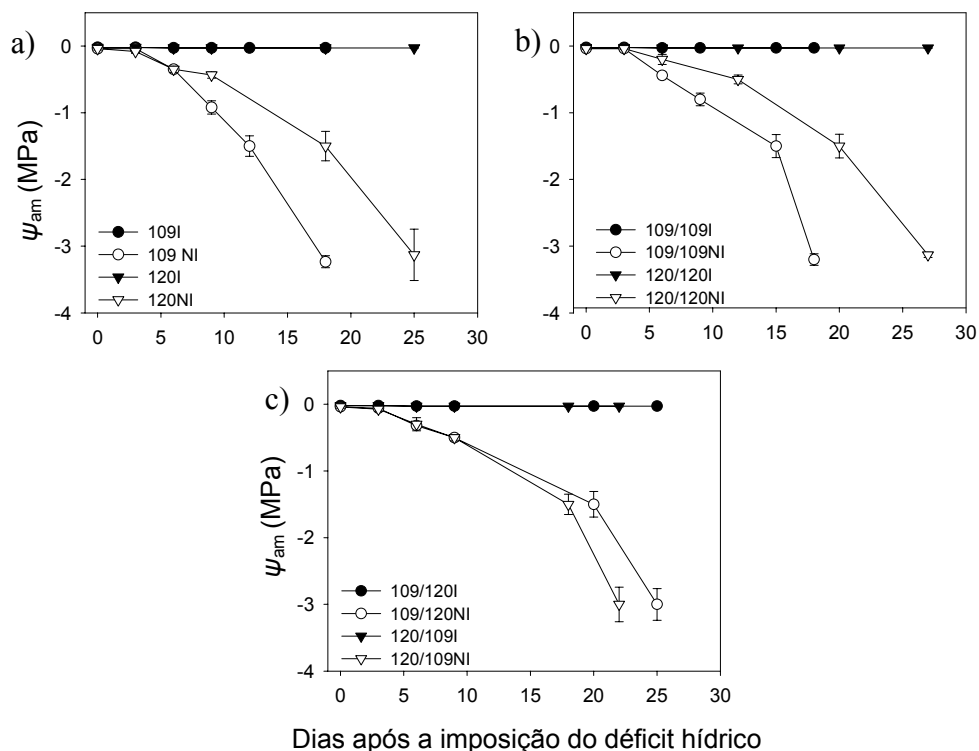 a)
0
-1
-2
-3
-4
ψam (MPa)
109I
109 NI
120I
120NI
0 5 10 15 20 25 30
b)
0
-1
-2
-3
-4
109/109I
109/109NI
120/120I
120/120NI
0 5 10 15 20 25 30
c)
0
-1
-2
-3
-4
ψam (MPa)
109/120I
109/120NI
120/109I
120/109NI
0 5 10 15 20 25 30
Dias após a imposição do déficit hídrico